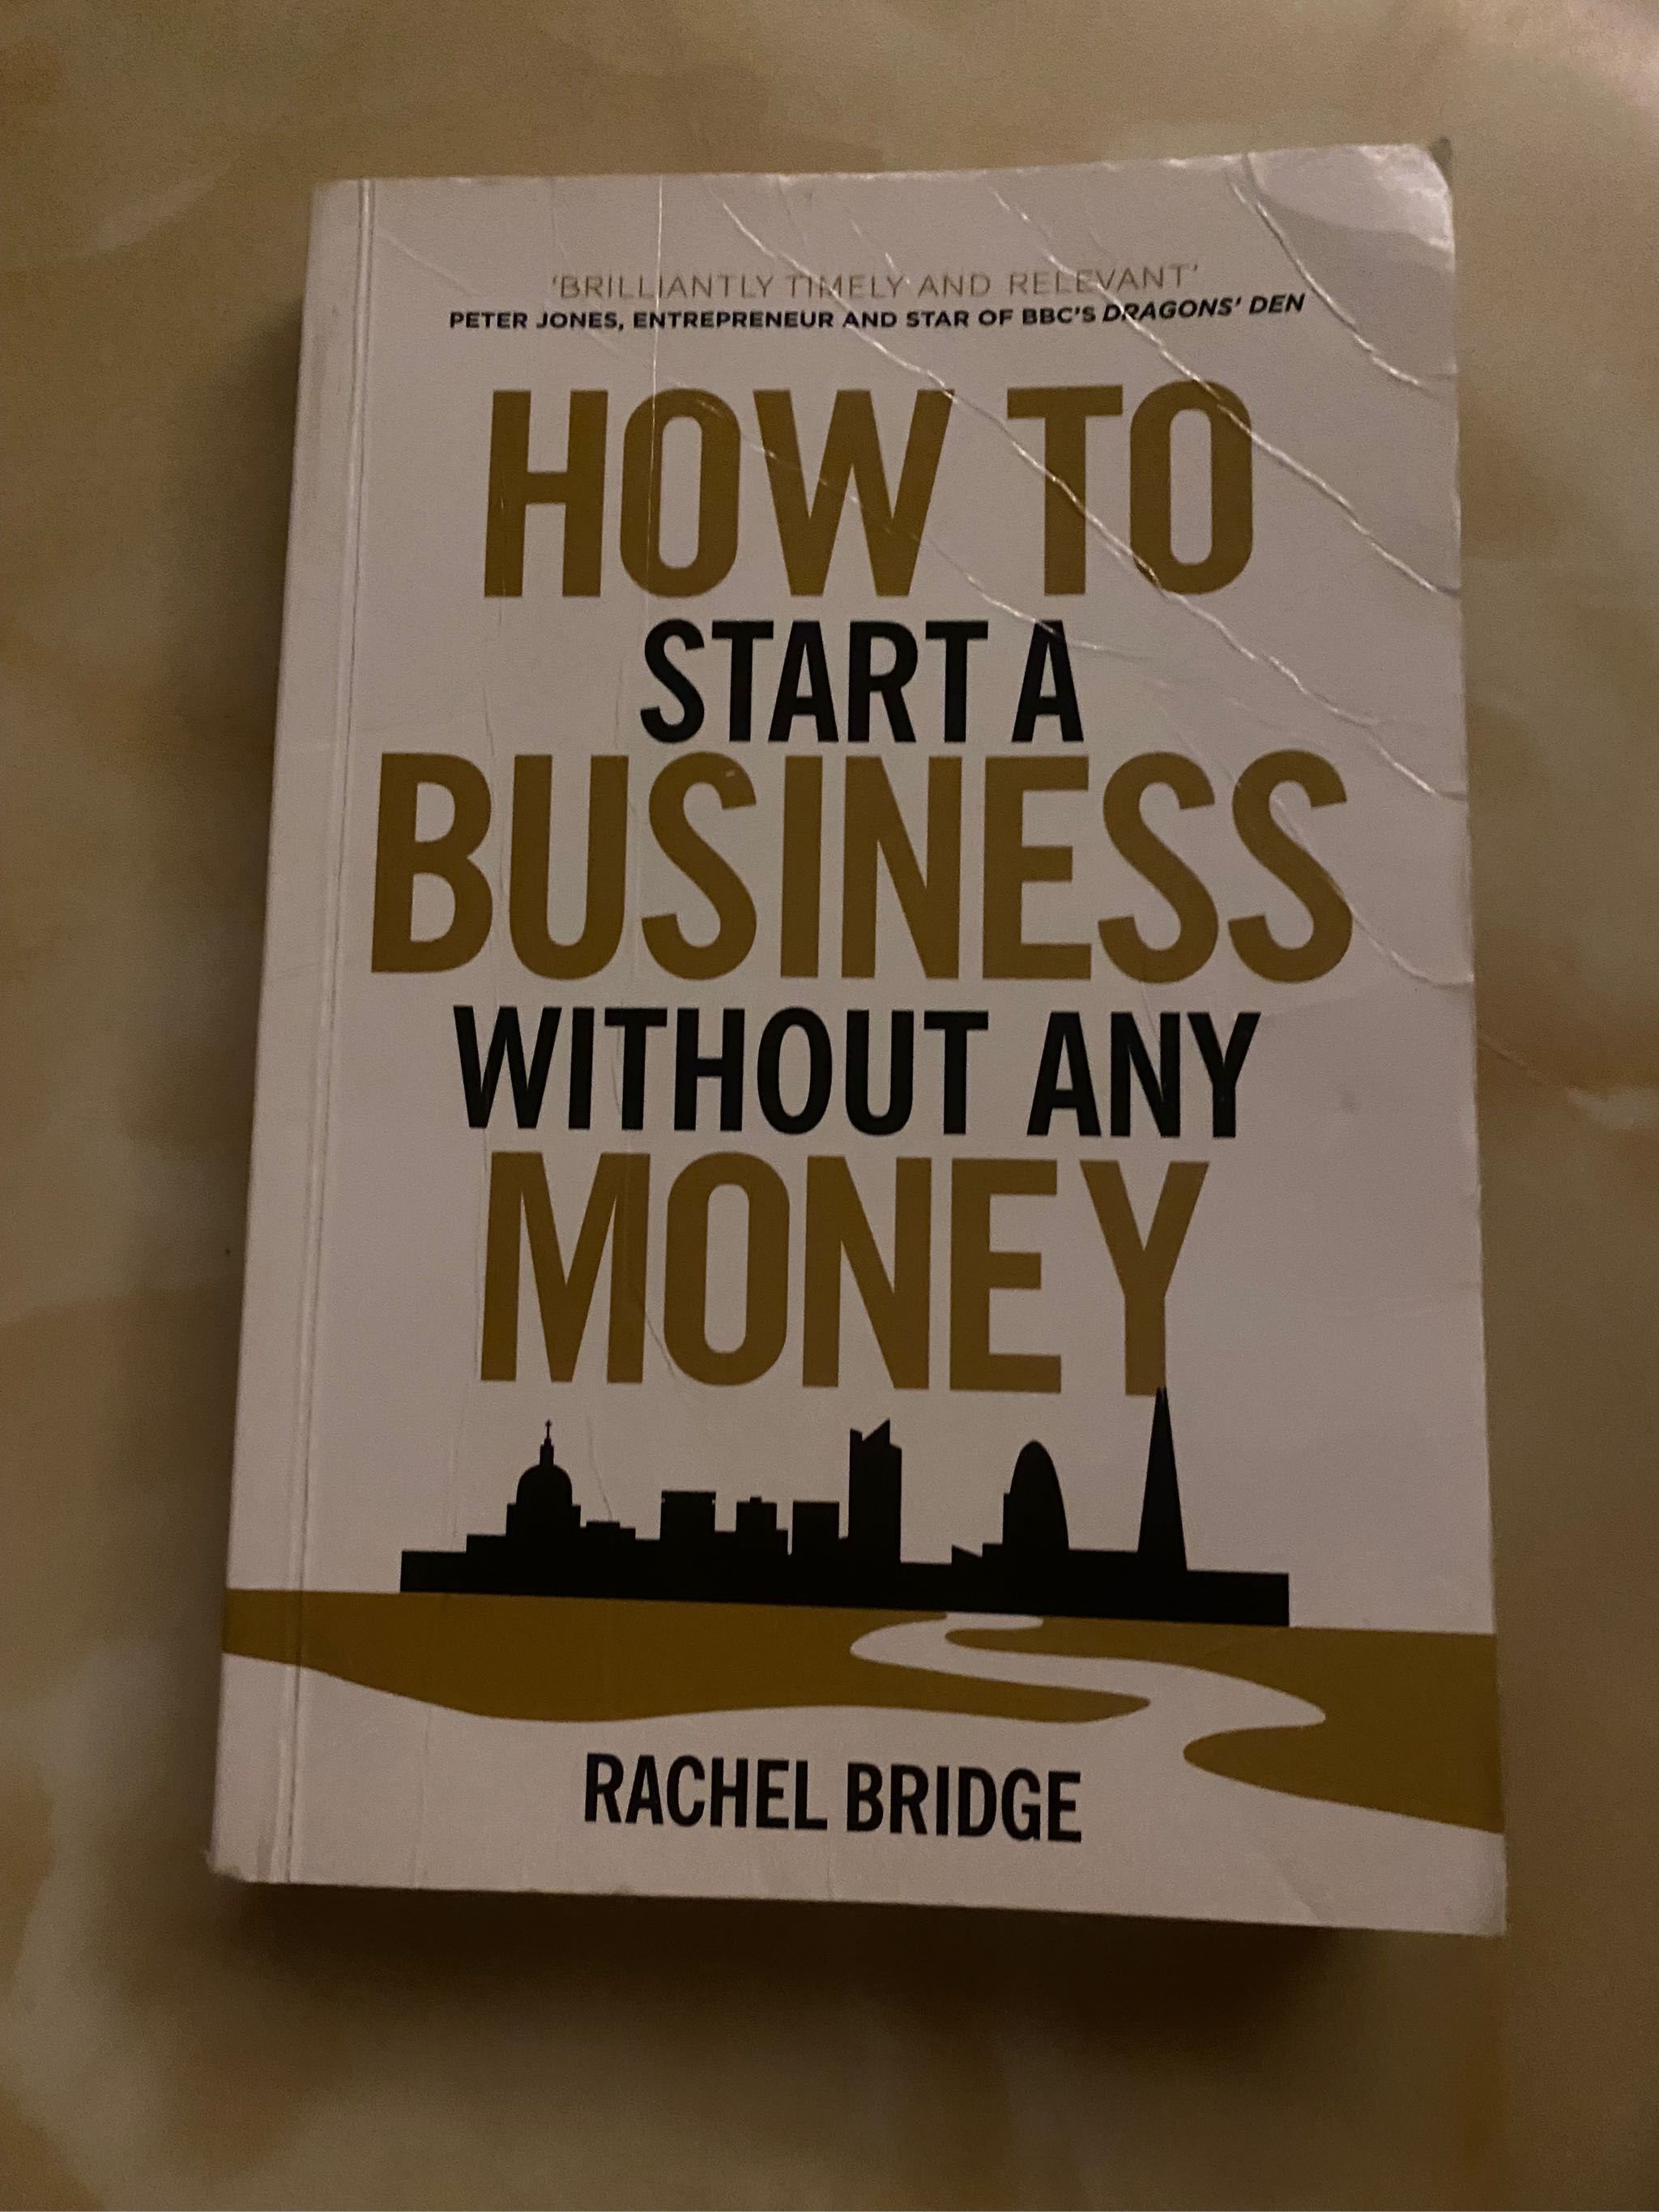 'BRILLIANTLY TIMELY AND RELEVANT'
PETER JONES, ENTREPRENEUR AND STAR OF BBC'S DRAGONS' DEN
HOW TO
START A
BUSINESS
WITHOUT ANY
MONEY
RACHEL BRIDGE